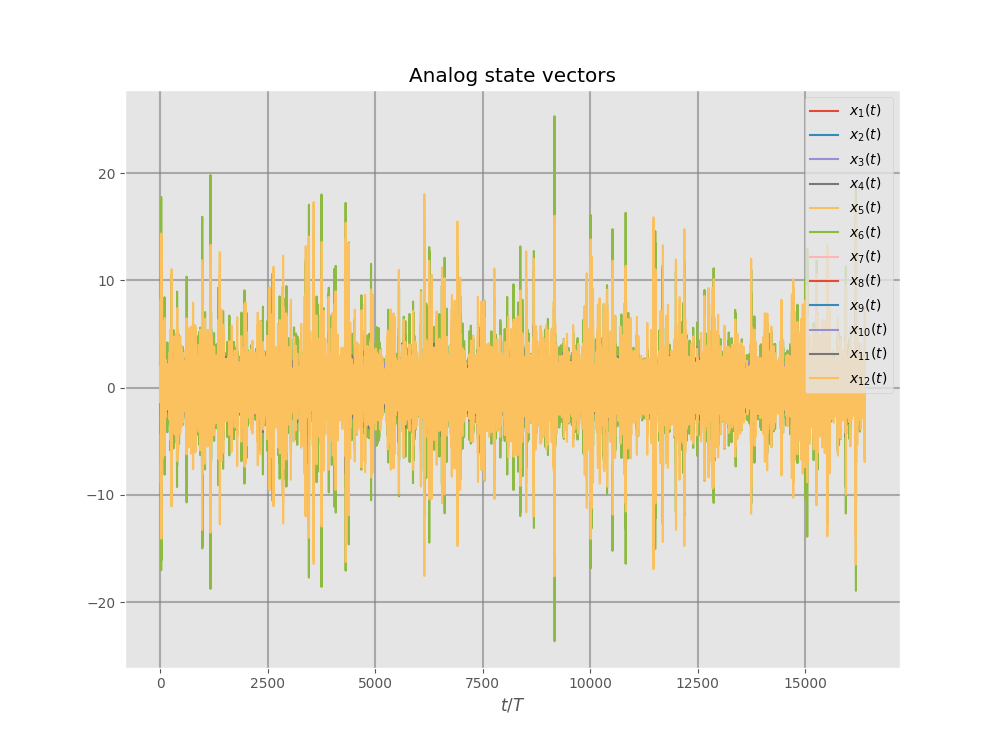 Analog state vectors
x₁(t)
x₂(t)
x₃(t)
x₄(t)
x₅(t)
x₆(t)
x₇(t)
x₈(t)
x₉(t)
x₁₀(t)
x₁₁(t)
x₁₂(t)
20
10
0
−10
−20
0 2500 5000 7500 10000 12500 15000
t/T